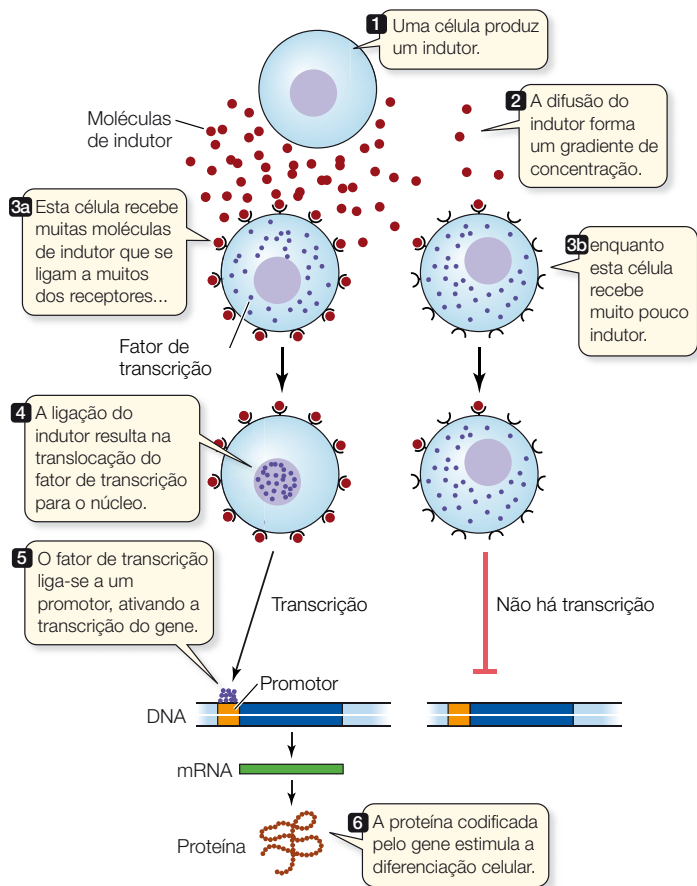 1 Uma célula produz
um indutor.
Moléculas
de indutor
2 A difusão do
indutor forma
um gradiente de
concentração.
3a Esta célula recebe
muitas moléculas
de indutor que se
ligam a muitos
dos receptores...
3b enquanto
esta célula
recebe
muito pouco
indutor.
Fator de
transcrição
4 A ligação do
indutor resulta na
translocação do
fator de transcrição
para o núcleo.
5 O fator de transcrição
liga-se a um
promotor, ativando a
transcrição do gene.
Transcrição
Não há transcrição
Promotor
DNA
mRNA
Proteína
6 A proteína codificada
pelo gene estimula a
diferenciação celular.